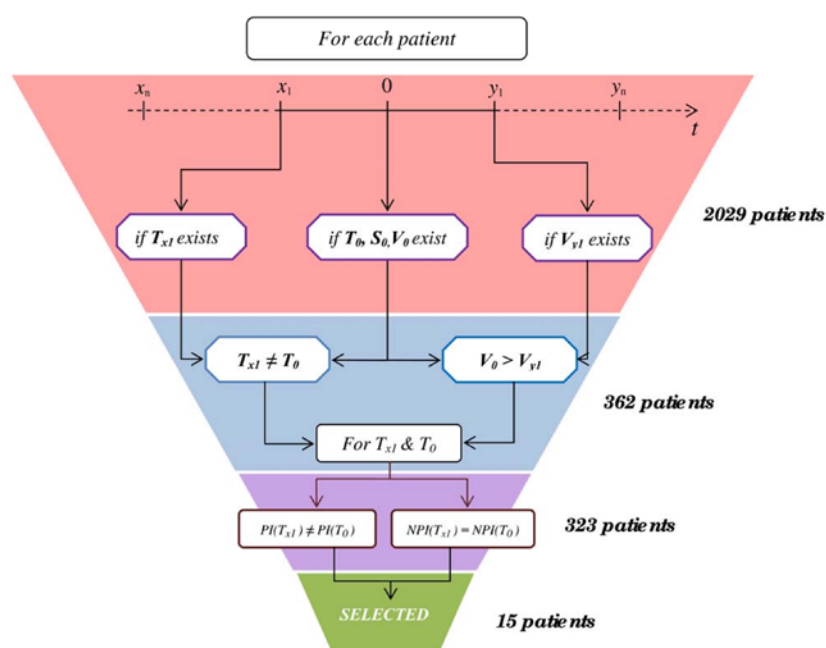 For each patient
xₙ x₁ 0 y₁ yₙ
t
2029 patients
if Tₓ₁ exists if T₀, S₀, V₀ exist if Vy₁ exists
Tₓ₁ ≠ T₀ V₀ > Vy₁
362 patients
For Tₓ₁ & T₀
PI(Tₓ₁) ≠ PI(T₀) NPI(Tₓ₁) = NPI(T₀)
323 patients
SELECTED
15 patients